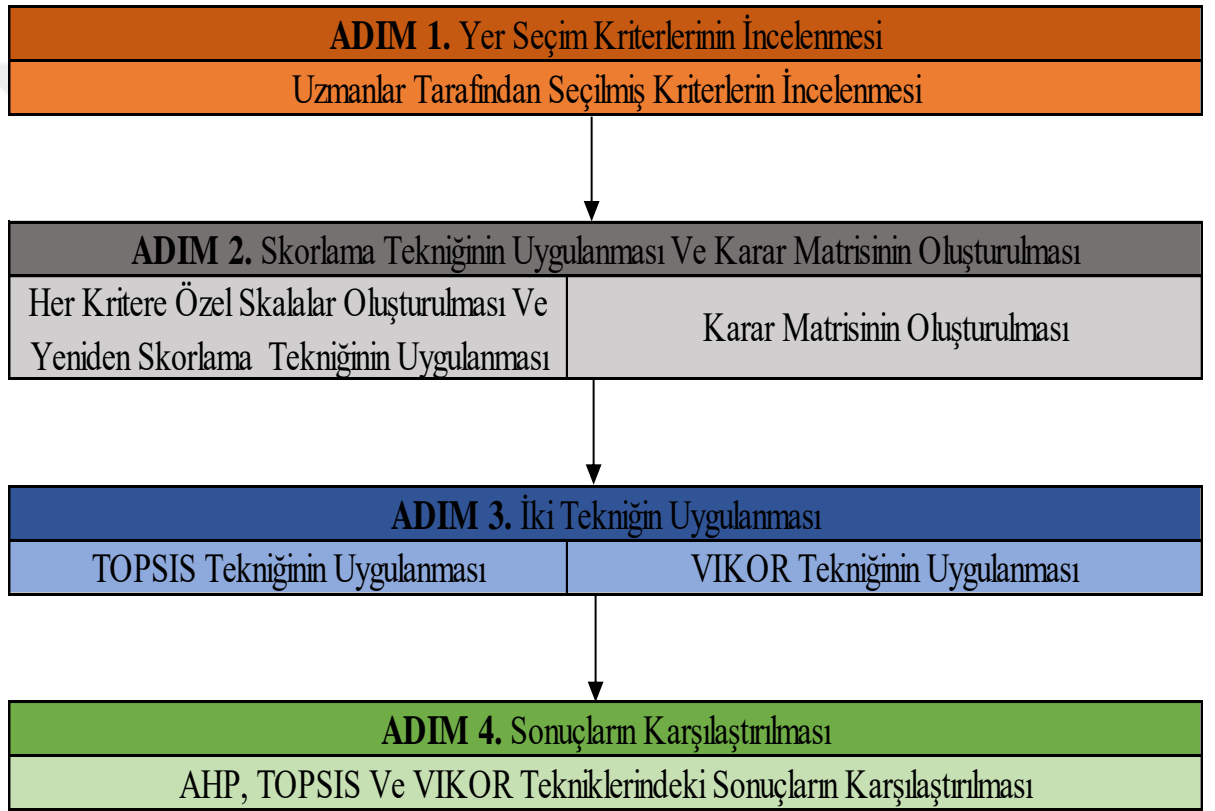 ADIM 1. Yer Seçim Kriterlerinin İncelenmesi
Uzmanlar Tarafından Seçilmiş Kriterlerin İncelenmesi
ADIM 2. Skorlama Tekniğinin Uygulanması Ve Karar Matrisinin Oluşturulması
Her Kritere Özel Skalalar Oluşturulması Ve
Yeniden Skorlama Tekniğinin Uygulanması
Karar Matrisinin Oluşturulması
ADIM 3. İki Tekniğin Uygulanması
TOPSIS Tekniğinin Uygulanması
VIKOR Tekniğinin Uygulanması
ADIM 4. Sonuçların Karşılaştırılması
AHP, TOPSIS Ve VIKOR Tekniklerindeki Sonuçların Karşılaştırılması